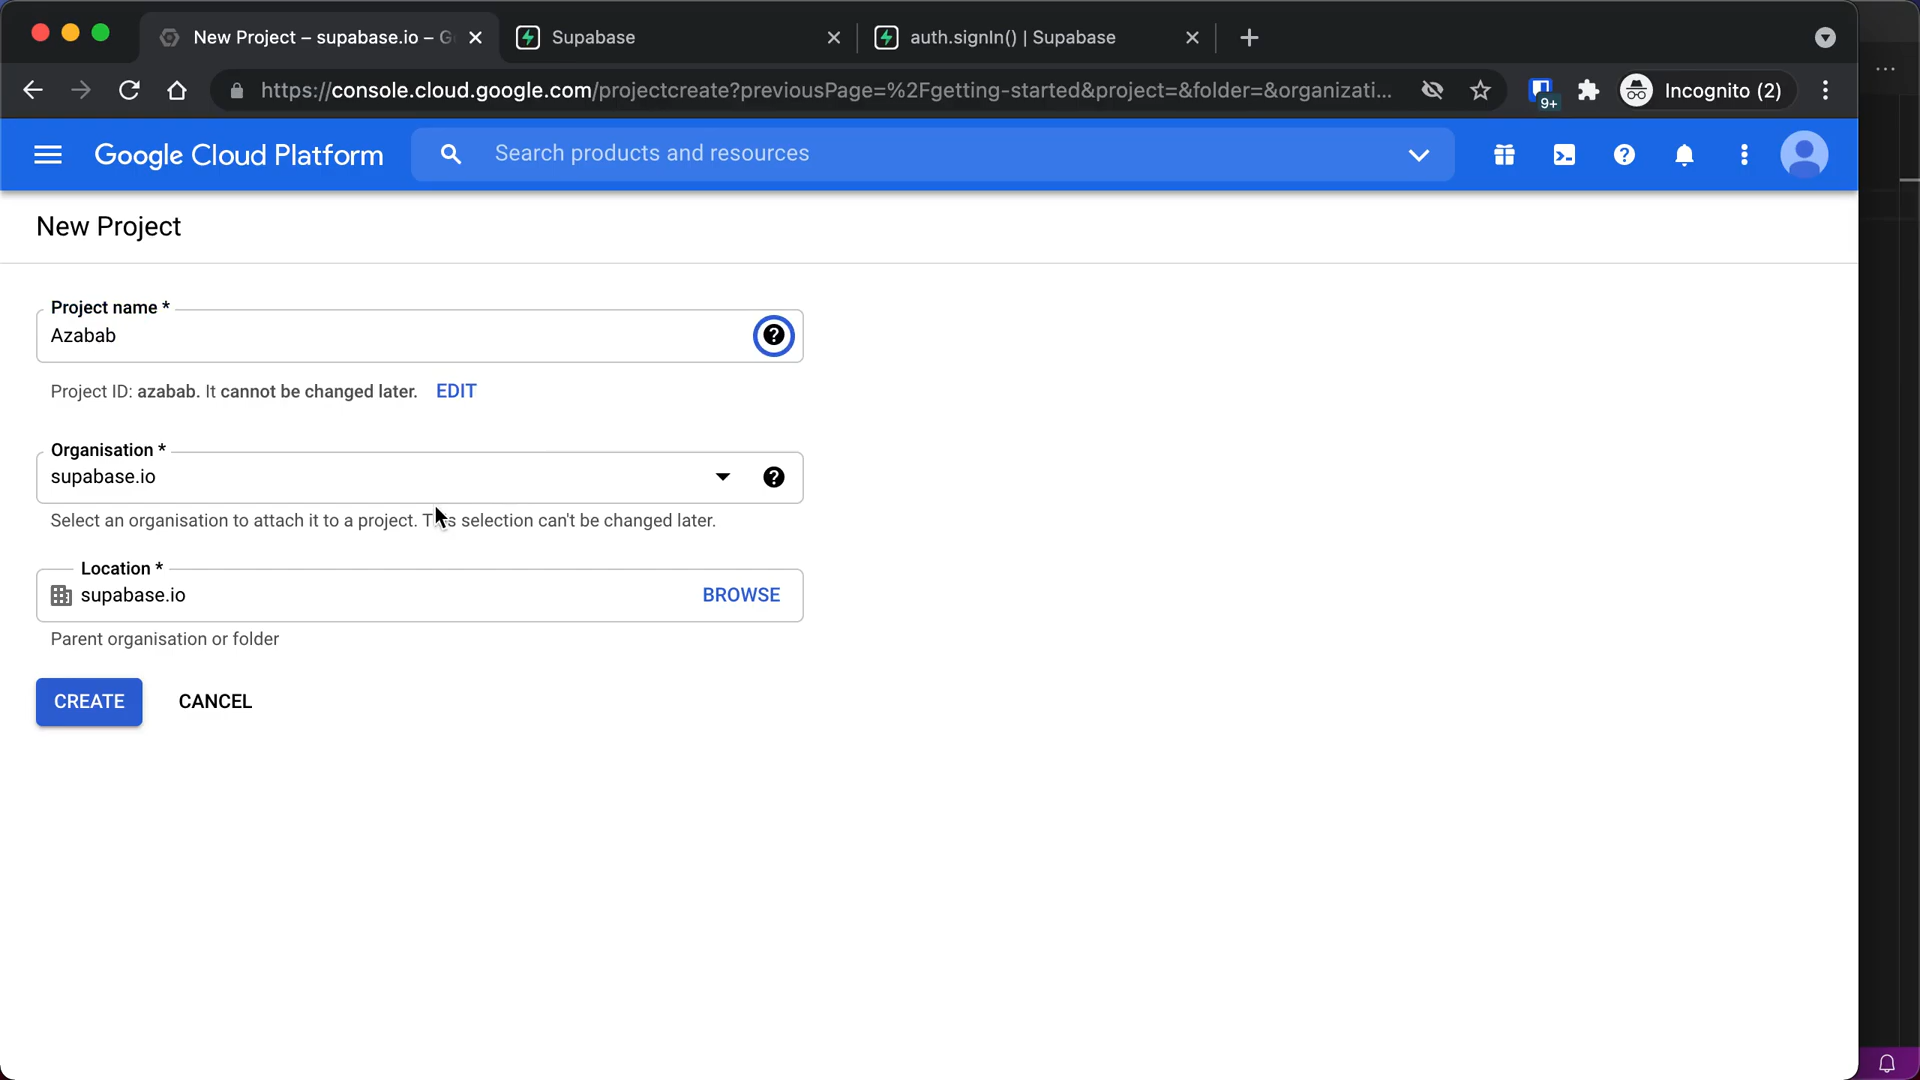 New Project – supabase.io – G
Supabase
auth.signIn() | Supabase
https://console.cloud.google.com/projectcreate?previousPage=%2Fgetting-started&project=&folder=&organizati...
9+
Incognito (2)
Google Cloud Platform
Search products and resources
New Project
Project name *
Azabab
Project ID: azabab. It cannot be changed later. EDIT
Organisation *
supabase.io
Select an organisation to attach it to a project. This selection can't be changed later.
Location *
supabase.io
BROWSE
Parent organisation or folder
CREATE
CANCEL